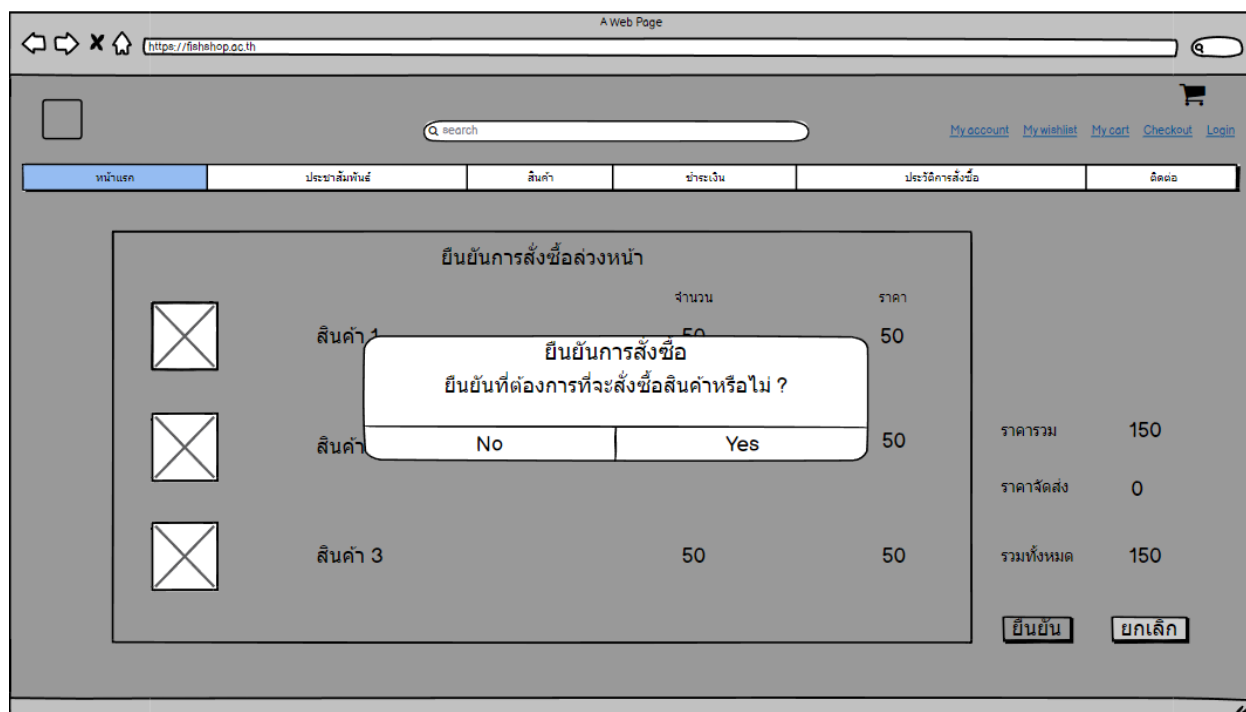 A Web Page
https://fishshop.ac.th
search
My account My wishlist My cart Checkout Login
หน้าแรก ประชาสัมพันธ์ สินค้า ชำระเงิน ประวัติการสั่งซื้อ ติดต่อ
ยืนยันการสั่งซื้อล่วงหน้า
จำนวน ราคา
สินค้า 1 50 50
ยืนยันการสั่งซื้อ
ยืนยันที่ต้องการที่จะสั่งซื้อสินค้าหรือไม่ ?
No Yes
สินค้า 50
ราคารวม 150
ราคาจัดส่ง 0
สินค้า 3 50 50
รวมทั้งหมด 150
ยืนยัน ยกเลิก